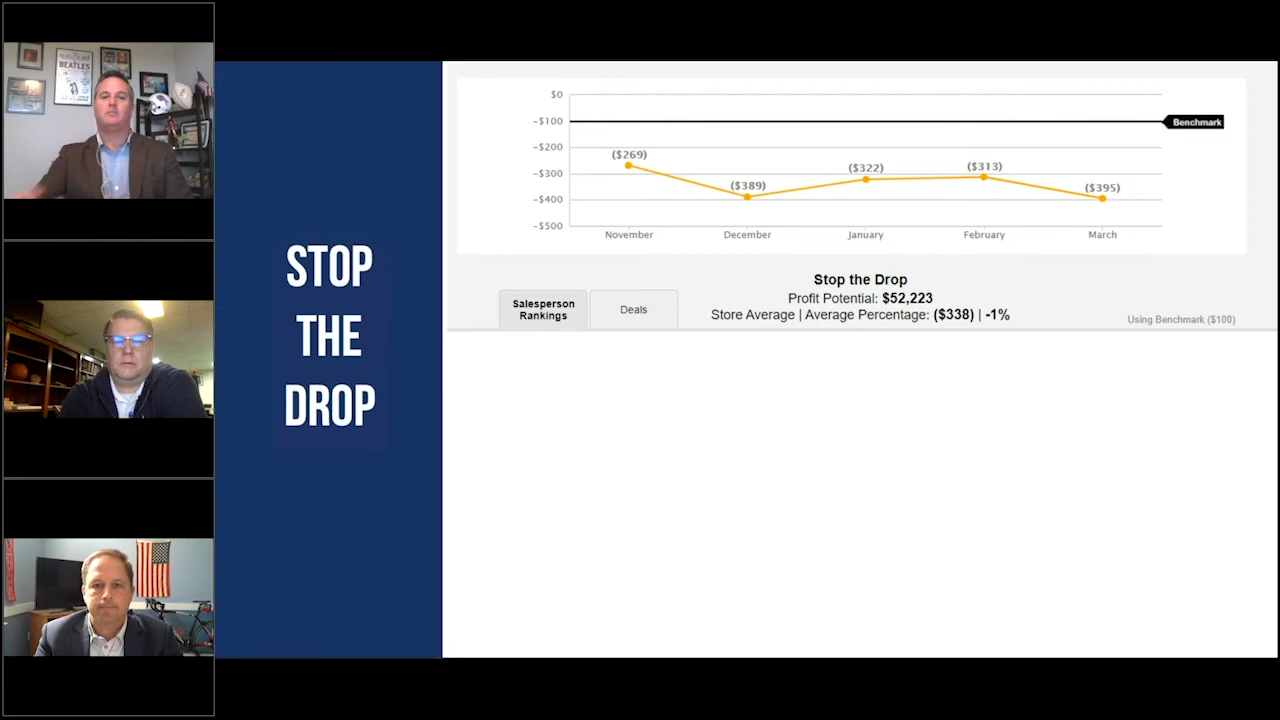 BEATLES
STOP
THE
DROP
$0
-$100
-$200
-$300
-$400
-$500
Benchmark
($269)
($389)
($322)
($313)
($395)
November
December
January
February
March
Stop the Drop
Profit Potential: $52,223
Store Average | Average Percentage: ($338) | -1%
Salesperson
Rankings
Deals
Using Benchmark ($100)